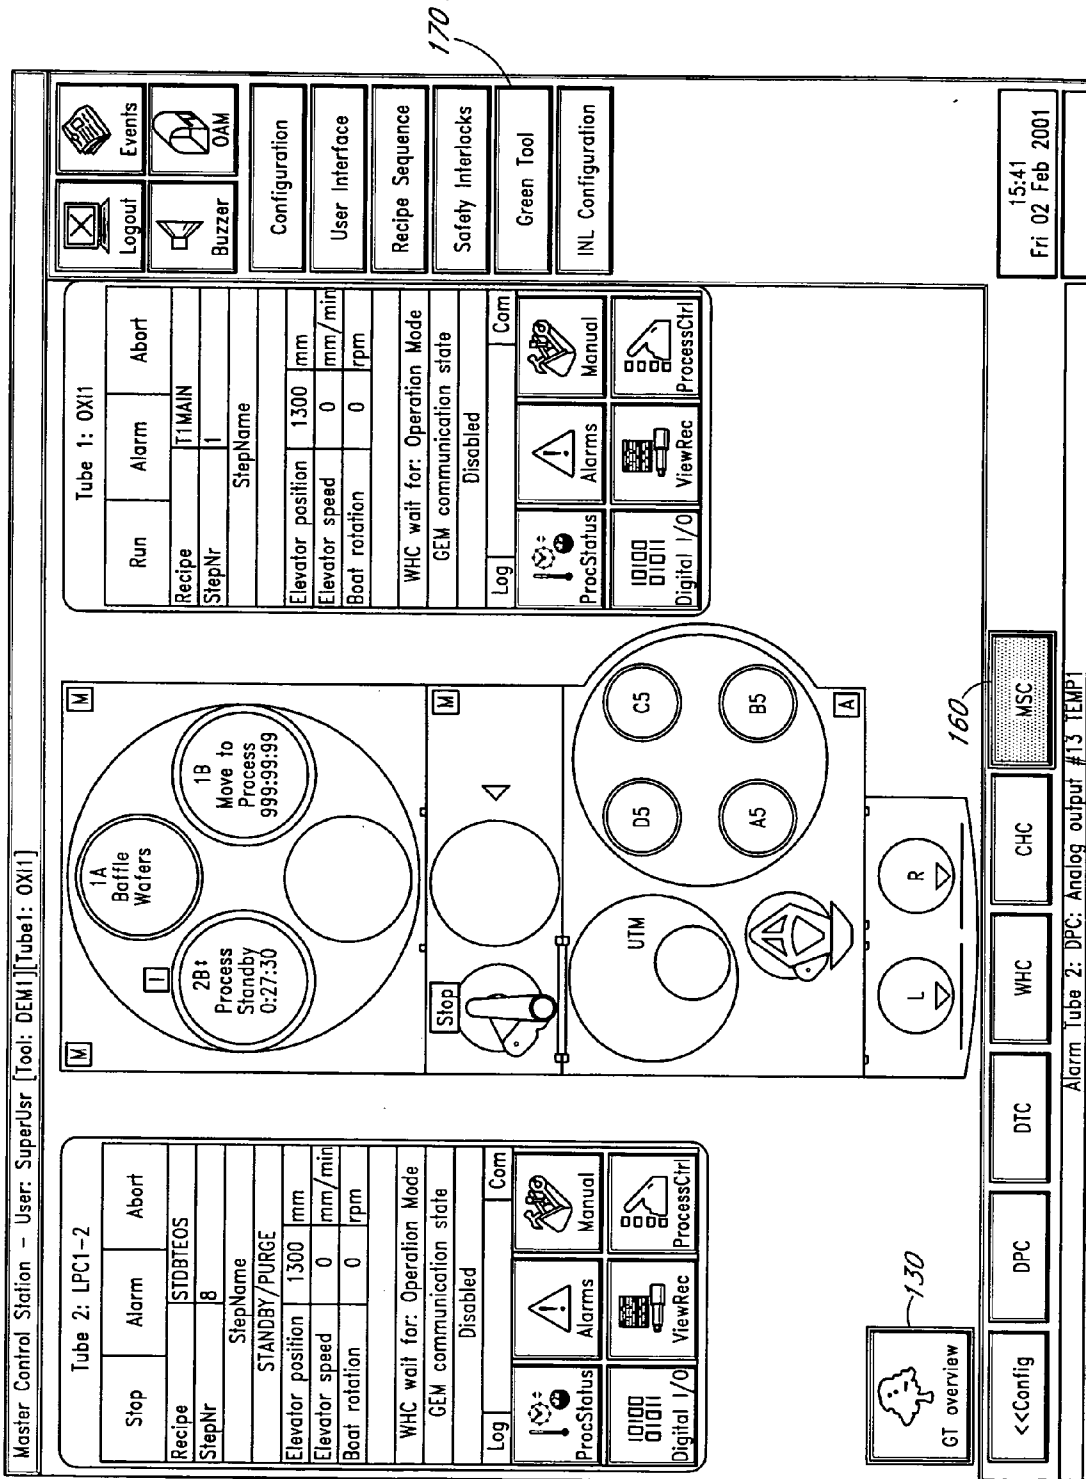 Master Control Station - User: SuperUsr [Tool: DEM1][Tube1: OXI1]
Tube 2: LPC1-2
Stop Alarm Abort
Recipe STDBTEOS
StepNr 8
StepName
STANDBY/PURGE
Elevator position 1300 mm
Elevator speed 0 mm/min
Boat rotation 0 rpm
WHC wait for: Operation Mode
GEM communication state
Disabled
Log Com
ProcStatus Alarms Manual
10100
01011
Digital I/O ViewRec ProcessCtrl
GT overview
130
M
M
I
1A
Baffle
Wafers
2B↕
Process
Standby
0:27:30
1B
Move to
Process
999:99:99
Stop
M
UTM
D5
C5
A5
B5
A
L
R
Tube 1: OXI1
Run Alarm Abort
Recipe T1MAIN
StepNr 1
StepName
Elevator position 1300 mm
Elevator speed 0 mm/min
Boat rotation 0 rpm
WHC wait for: Operation Mode
GEM communication state
Disabled
Log Com
ProcStatus Alarms Manual
10100
01011
Digital I/O ViewRec ProcessCtrl
Logout Events
Buzzer OAM
Configuration
User Interface
Recipe Sequence
Safety Interlocks
Green Tool
170
INL Configuration
160
<<Config DPC DTC WHC CHC MSC
15:41
Fri 02 Feb 2001
Alarm Tube 2: DPC: Analog output #13 TEMP1